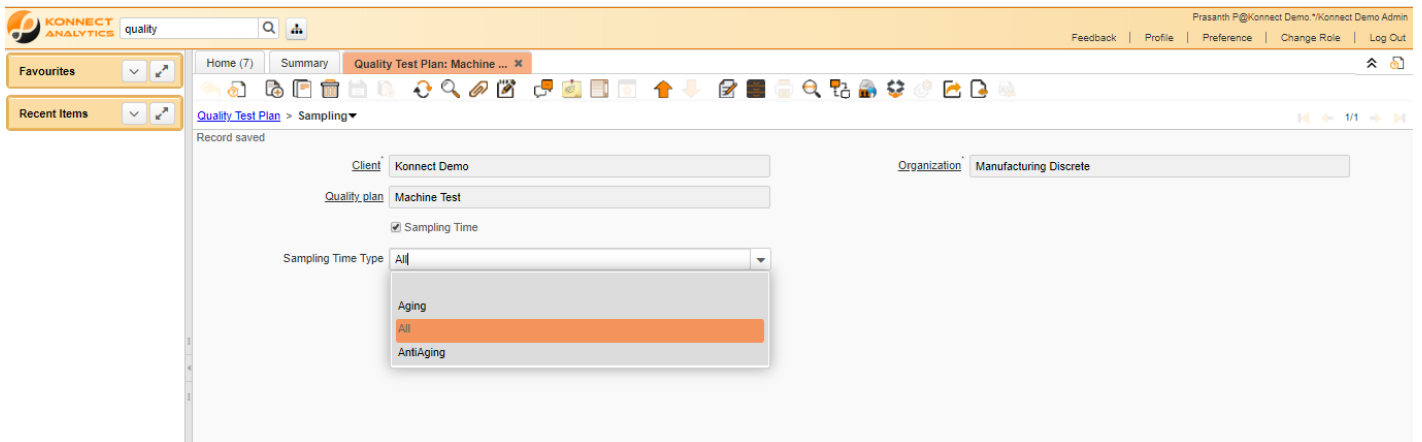 KONNECT
ANALYTICS
quality
Prasanth P@Konnect Demo.*/Konnect Demo Admin
Feedback | Profile | Preference | Change Role | Log Out
Favourites
Recent Items
Home (7) Summary Quality Test Plan: Machine ... ×
Quality Test Plan > Sampling
1/1
Record saved
Client* Konnect Demo Organization* Manufacturing Discrete
Quality plan Machine Test
Sampling Time
Sampling Time Type All
Aging
All
AntiAging